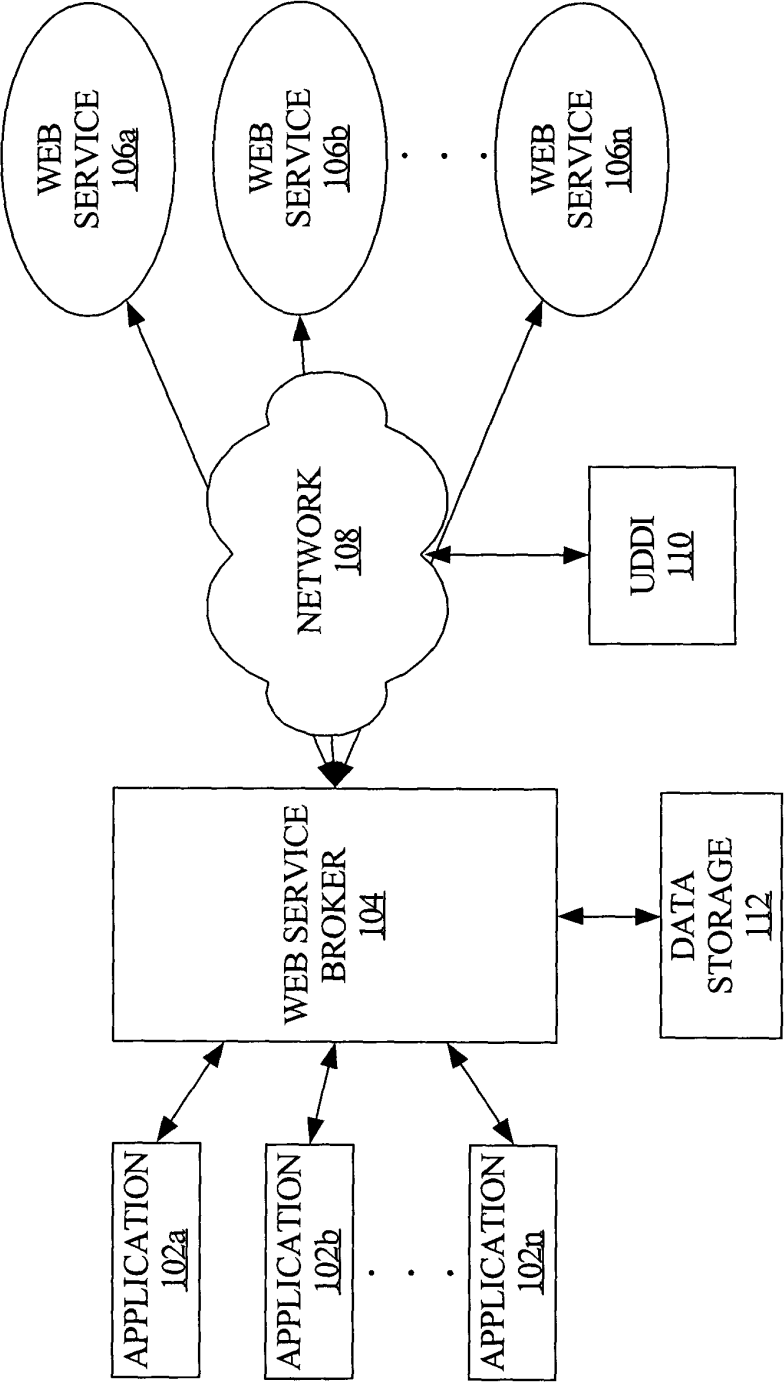 APPLICATION
102a
APPLICATION
102b
. . .
APPLICATION
102n
WEB SERVICE
BROKER
104
DATA
STORAGE
112
NETWORK
108
UDDI
110
WEB
SERVICE
106a
WEB
SERVICE
106b
. . .
WEB
SERVICE
106n